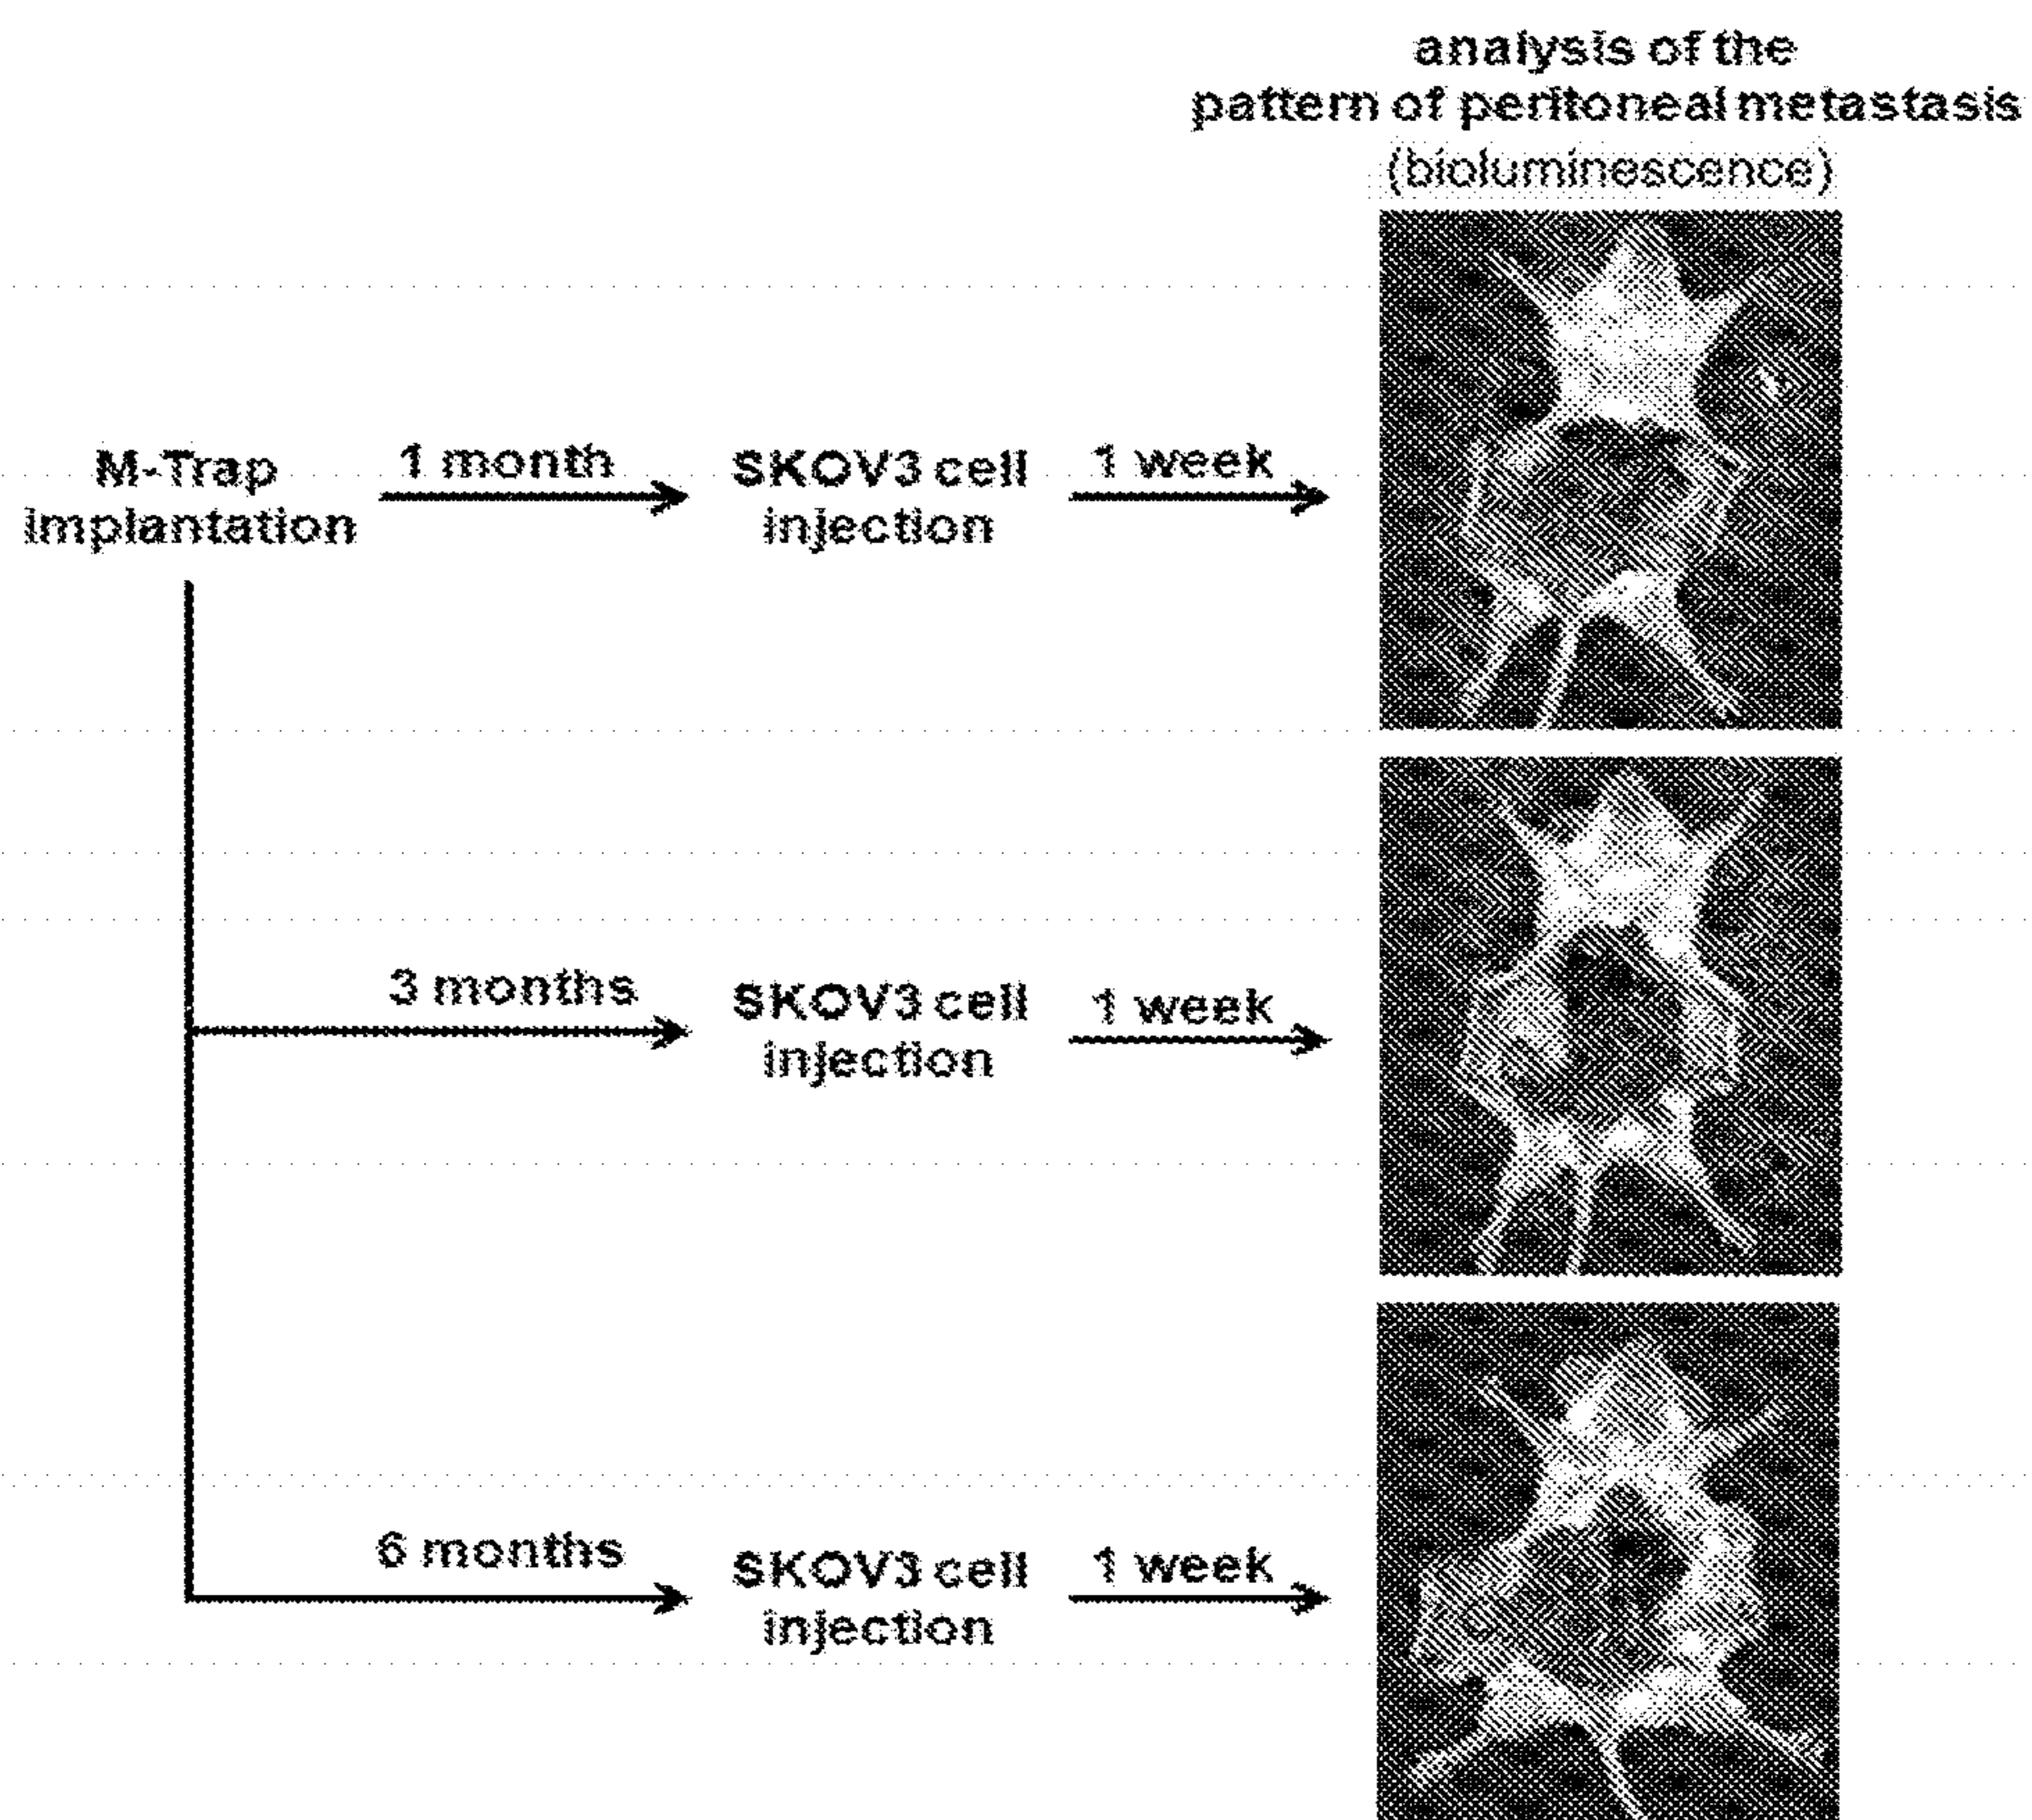 analysis of the
pattern of peritoneal metastasis
(bioluminescence)
M-Trap
implantation
1 month
SKOV3 cell
injection
1 week
3 months
SKOV3 cell
injection
1 week
6 months
SKOV3 cell
injection
1 week